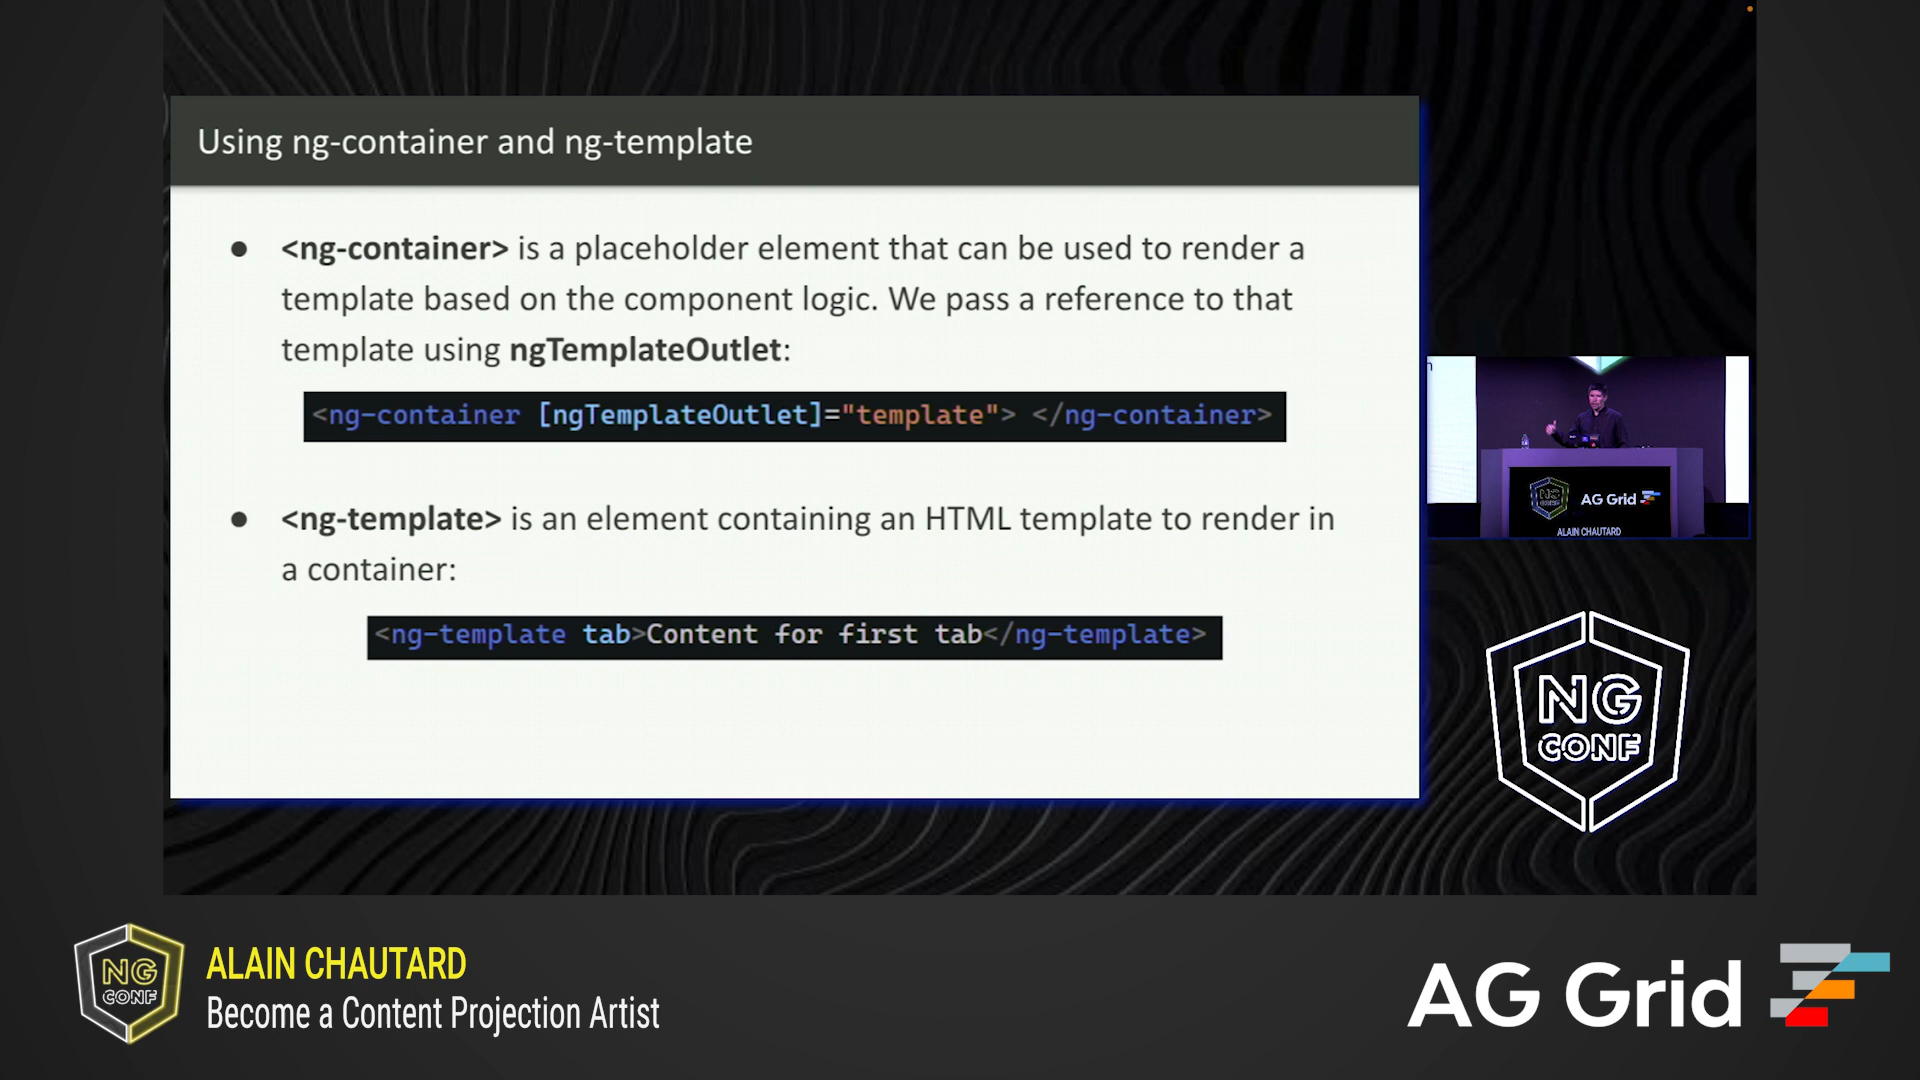 Using ng-container and ng-template
● <ng-container> is a placeholder element that can be used to render a
template based on the component logic. We pass a reference to that
template using ngTemplateOutlet:
<ng-container [ngTemplateOutlet]="template"> </ng-container>
● <ng-template> is an element containing an HTML template to render in
a container:
<ng-template tab>Content for first tab</ng-template>
NG
CONF
AG Grid
ALAIN CHAUTARD
NG
CONF
NG
CONF
ALAIN CHAUTARD
Become a Content Projection Artist
AG Grid